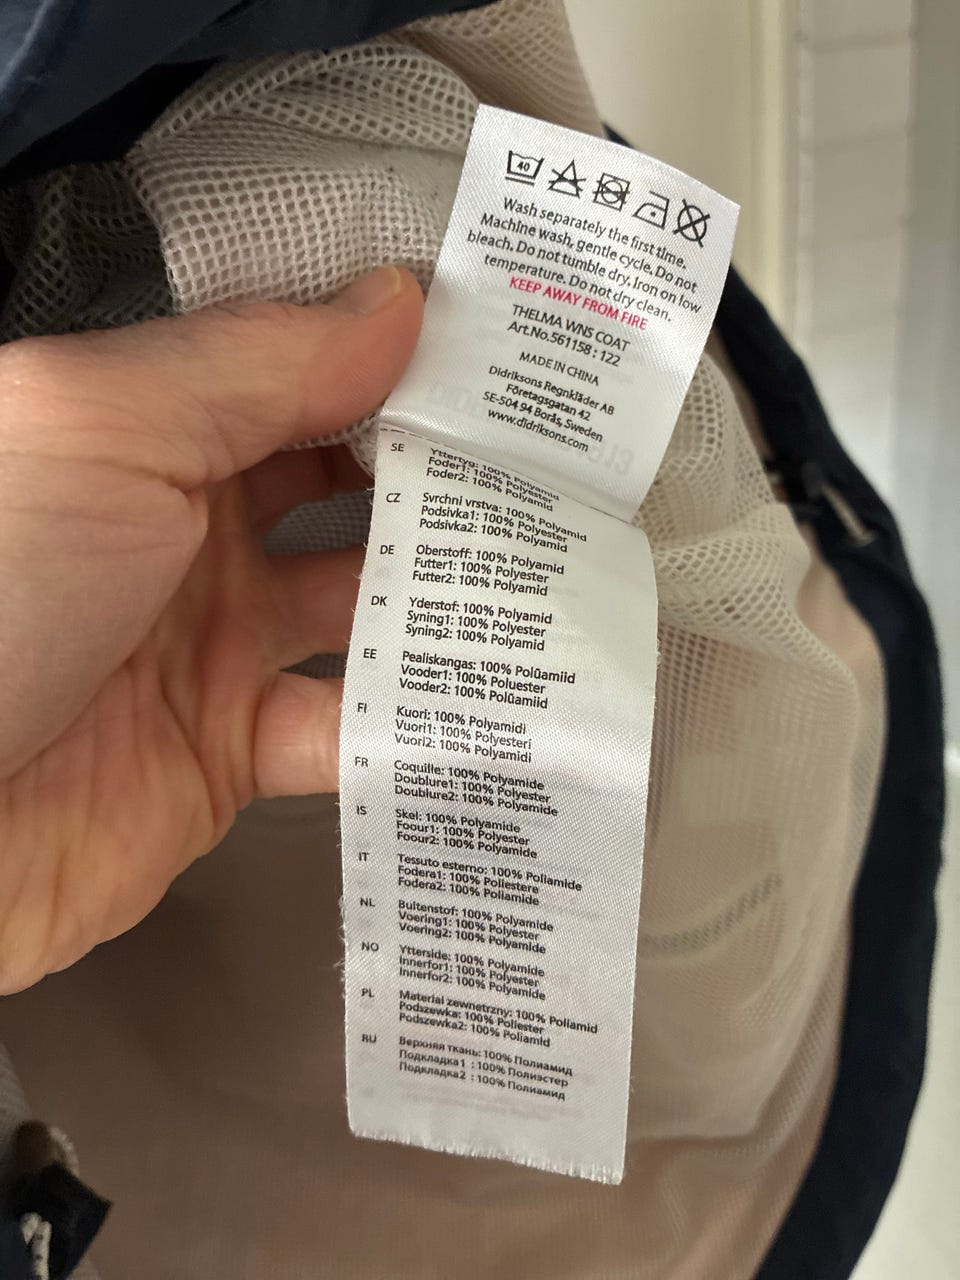 40
Wash separately the first time.
Machine wash, gentle cycle. Do not
bleach. Do not tumble dry. Iron on low
temperature. Do not dry clean.
KEEP AWAY FROM FIRE
THELMA WNS COAT
Art.No.561158 : 122
MADE IN CHINA
Didriksons Regnkläder AB
Företagsgatan 42
SE-504 94 Borås, Sweden
www.didriksons.com
SE Yttertyg: 100% Polyamid
Foder1: 100% Polyester
Foder2: 100% Polyamid
CZ Svrchni vrstva: 100% Polyamid
Podsivka1: 100% Polyester
Podsivka2: 100% Polyamid
DE Oberstoff: 100% Polyamid
Futter1: 100% Polyester
Futter2: 100% Polyamid
DK Yderstof: 100% Polyamid
Syning1: 100% Polyester
Syning2: 100% Polyamid
EE Pealiskangas: 100% Polüamiid
Vooder1: 100% Poluester
Vooder2: 100% Polüamiid
FI Kuori: 100% Polyamidi
Vuori1: 100% Polyesteri
Vuori2: 100% Polyamidi
FR Coquille: 100% Polyamide
Doublure1: 100% Polyester
Doublure2: 100% Polyamide
IS Skel: 100% Polyamide
Foour1: 100% Polyester
Foour2: 100% Polyamide
IT Tessuto esterno: 100% Poliamide
Fodera1: 100% Poliestere
Fodera2: 100% Poliamide
NL Buitenstof: 100% Polyamide
Voering1: 100% Polyester
Voering2: 100% Polyamide
NO Ytterside: 100% Polyamide
Innerfor1: 100% Polyester
Innerfor2: 100% Polyamide
PL Material zewnetrzny: 100% Poliamid
Podszewka: 100% Poliester
Podszewka2: 100% Poliamid
RU Верхняя ткань: 100% Полиамид
Подкладка1 : 100% Полиэстер
Подкладка2 : 100% Полиамид